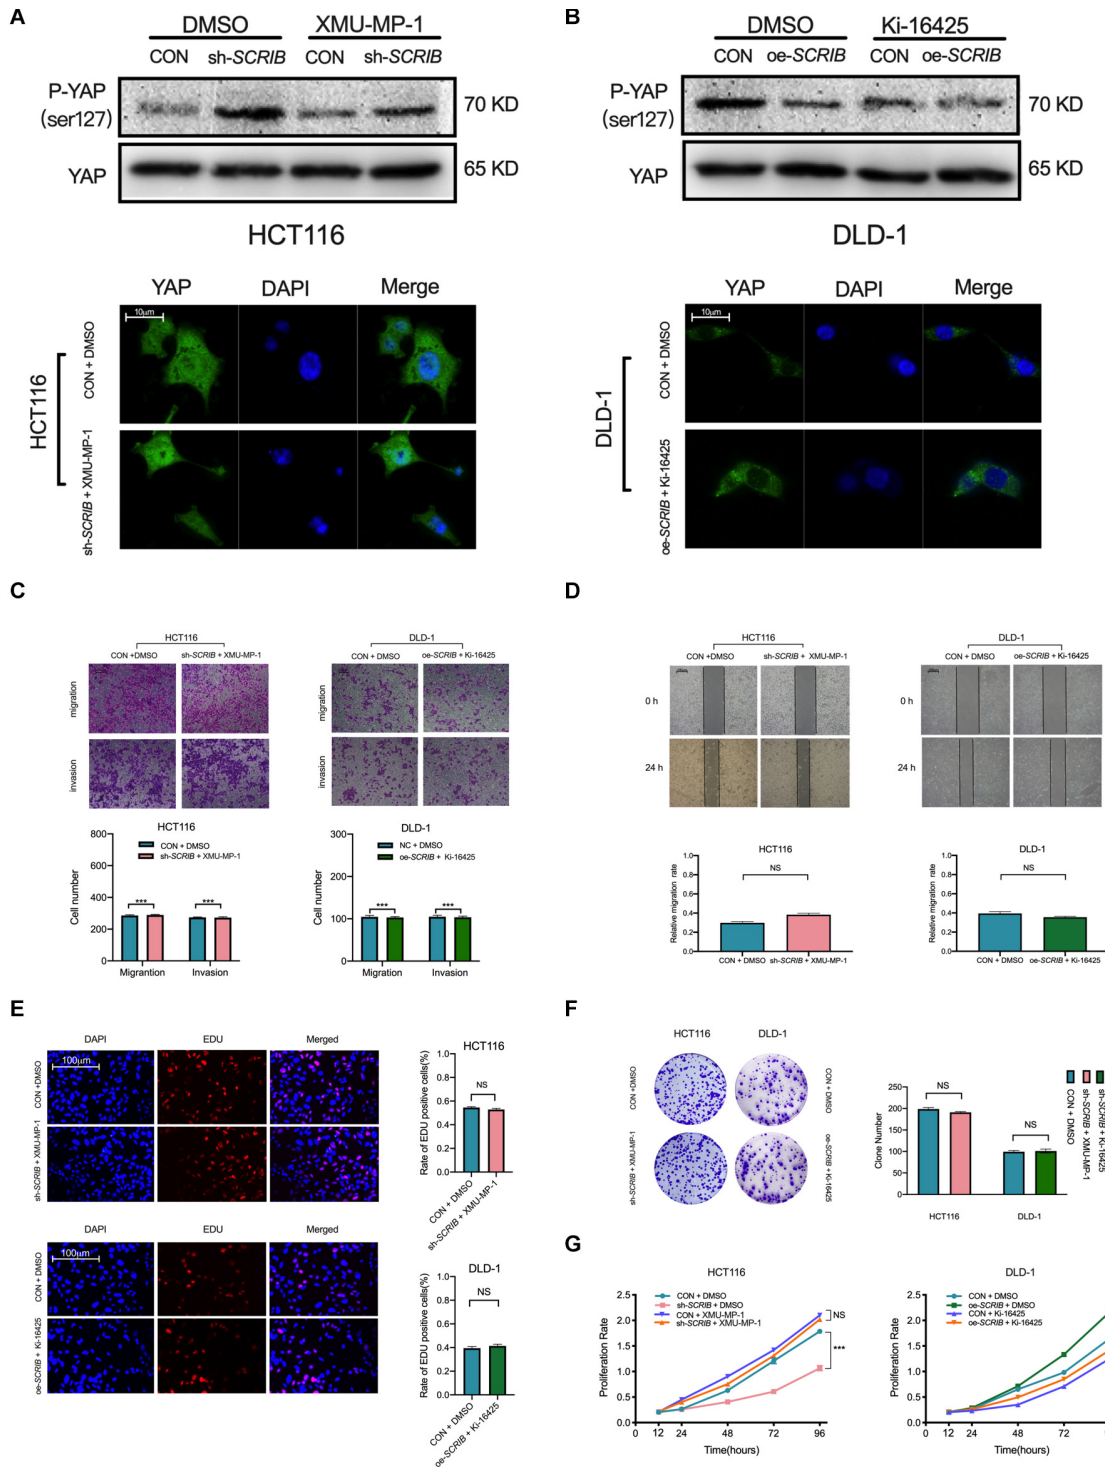 A
DMSO
XMU-MP-1
CON
sh-SCRIB
CON
sh-SCRIB
P-YAP
(ser127)
70 KD
YAP
65 KD
HCT116
YAP
DAPI
Merge
10μm
HCT116
CON + DMSO
sh-SCRIB + XMU-MP-1
B
DMSO
Ki-16425
CON
oe-SCRIB
CON
oe-SCRIB
P-YAP
(ser127)
70 KD
YAP
65 KD
DLD-1
YAP
DAPI
Merge
10μm
DLD-1
CON + DMSO
oe-SCRIB + Ki-16425
C
HCT116
CON +DMSO
sh-SCRIB + XMU-MP-1
migration
invasion
DLD-1
CON + DMSO
oe-SCRIB + Ki-16425
migration
invasion
HCT116
CON + DMSO
sh-SCRIB + XMU-MP-1
Cell number
800
600
400
200
0
***
***
Migrantion
Invasion
DLD-1
NC + DMSO
oe-SCRIB + Ki-16425
Cell number
300
200
100
0
***
***
Migration
Invasion
D
HCT116
CON +DMSO
sh-SCRIB + XMU-MP-1
0 h
24 h
DLD-1
CON + DMSO
oe-SCRIB + Ki-16425
0 h
24 h
HCT116
Relative migration rate
1.0
0.8
0.6
0.4
0.2
0.0
NS
CON + DMSO
sh-SCRIB + XMU-MP-1
DLD-1
Relative migration rate
1.0
0.8
0.6
0.4
0.2
0.0
NS
CON + DMSO
oe-SCRIB + Ki-16425
E
DAPI
EDU
Merged
100μm
CON +DMSO
sh-SCRIB + XMU-MP-1
HCT116
Rate of EDU positive cells(%)
1.0
0.8
0.6
0.4
0.2
0.0
NS
CON + DMSO
sh-SCRIB + XMU-MP-1
DAPI
EDU
Merged
100μm
CON + DMSO
oe-SCRIB + Ki-16425
DLD-1
Rate of EDU positive cells(%)
1.0
0.8
0.6
0.4
0.2
0.0
NS
CON + DMSO
oe-SCRIB + Ki-16425
F
HCT116
DLD-1
CON +DMSO
sh-SCRIB + XMU-MP-1
CON + DMSO
oe-SCRIB + Ki-16425
Clone Number
250
200
150
100
50
0
NS
NS
HCT116
DLD-1
CON + DMSO
sh-SCRIB + XMU-MP-1
sh-SCRIB + Ki-16425
G
HCT116
CON + DMSO
sh-SCRIB + DMSO
CON + XMU-MP-1
sh-SCRIB + XMU-MP-1
Proliferation Rate
2.5
2.0
1.5
1.0
0.5
0.0
NS
***
0 12 24 48 72 96
Time(hours)
DLD-1
CON + DMSO
oe-SCRIB + DMSO
CON + Ki-16425
oe-SCRIB + Ki-16425
Proliferation Rate
2.5
2.0
1.5
1.0
0.5
0.0
0 12 24 48 72
Time(hours)